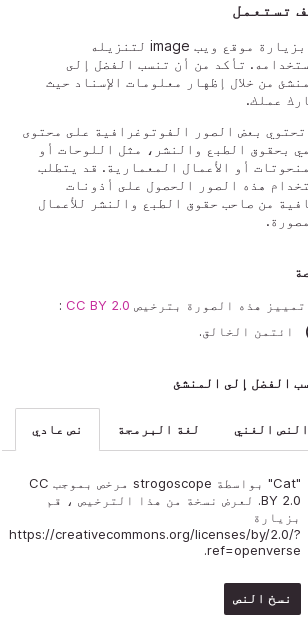 ف تستعمل
بزيارة موقع ويب image لتنزيله
ستخدامه. تأكد من أن تنسب الفضل إلى
منشئ من خلال إظهار معلومات الإسناد حيث
ارك عملك.
تحتوي بعض الصور الفوتوغرافية على محتوى
مي بحقوق الطبع والنشر، مثل اللوحات أو
منحوتات أو الأعمال المعمارية. قد يتطلب
تخدام هذه الصور الحصول على أذونات
افية من صاحب حقوق الطبع والنشر للأعمال
مصورة.
صة
تمييز هذه الصورة بترخيص CC BY 2.0 :
ائتمن الخالق.
سب الفضل إلى المنشئ
النص الغني لغة البرمجة نص عادي
"Cat" بواسطة strogoscope مرخص بموجب CC
BY 2.0. لعرض نسخة من هذا الترخيص ، قم
بزيارة
https://creativecommons.org/licenses/by/2.0/?
ref=openverse.
نسخ النص